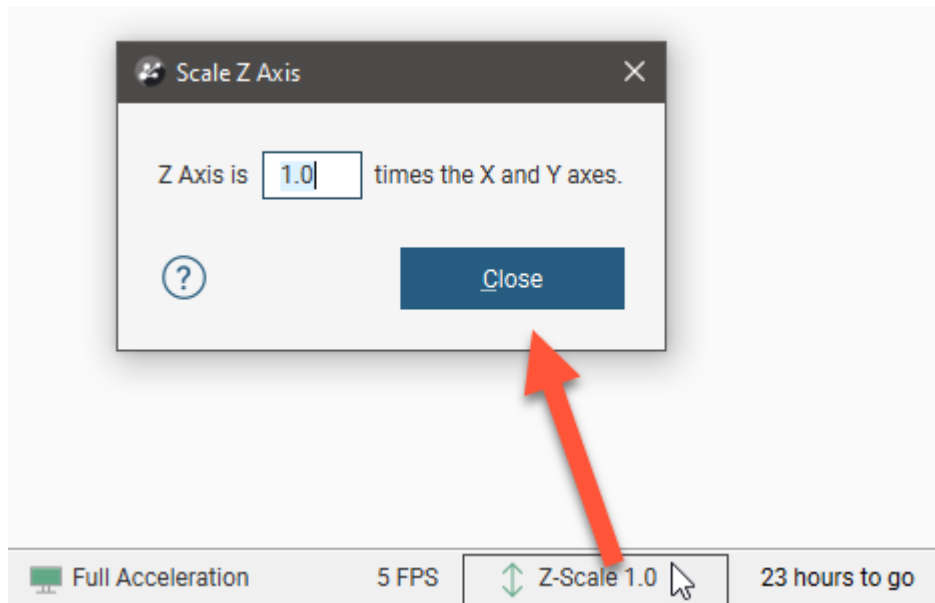 Scale Z Axis
Z Axis is 1.0 times the X and Y axes.
?
Close
Full Acceleration 5 FPS Z-Scale 1.0 23 hours to go